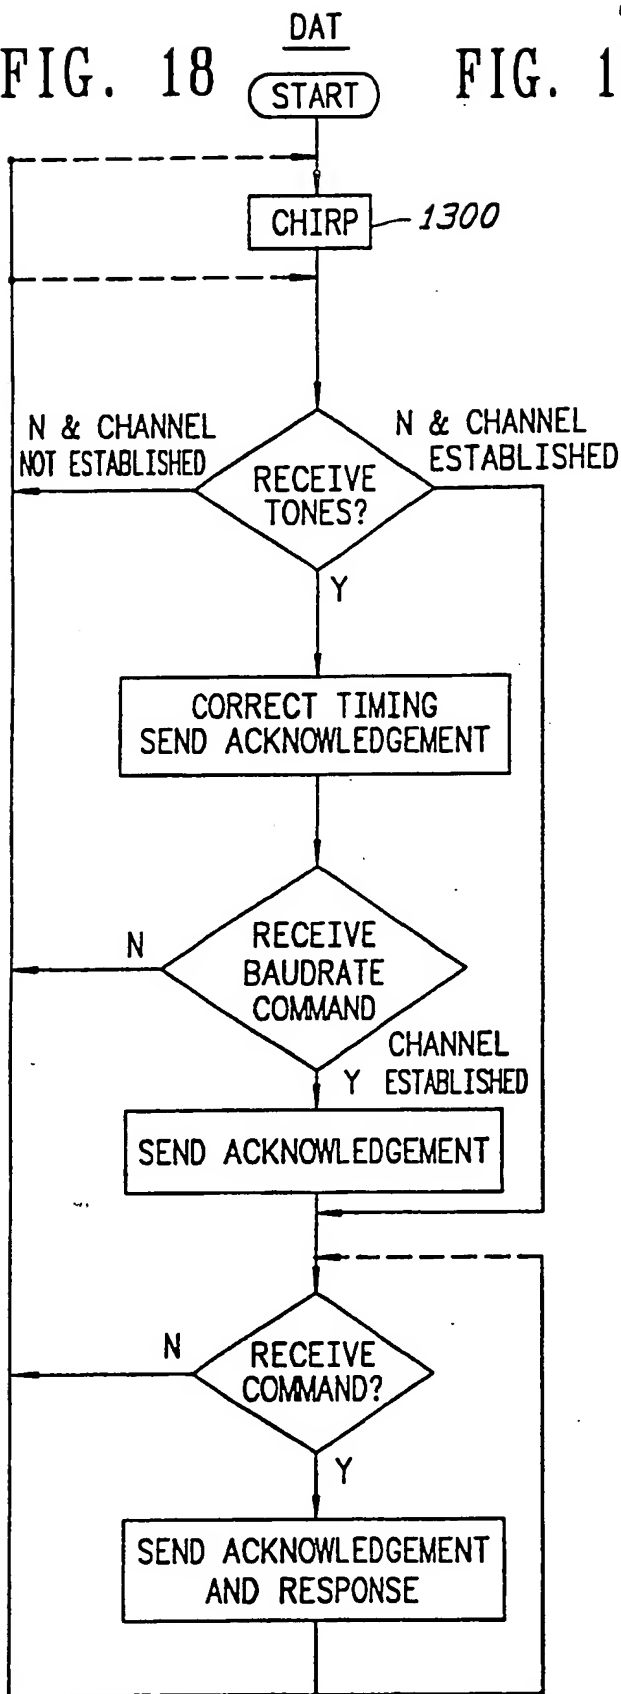 DAT
FIG. 18
FIG. 1
START
CHIRP
1300
N & CHANNEL
NOT ESTABLISHED
N & CHANNEL
ESTABLISHED
RECEIVE
TONES?
Y
CORRECT TIMING
SEND ACKNOWLEDGEMENT
N
RECEIVE
BAUDRATE
COMMAND
CHANNEL
Y ESTABLISHED
SEND ACKNOWLEDGEMENT
N
RECEIVE
COMMAND?
Y
SEND ACKNOWLEDGEMENT
AND RESPONSE